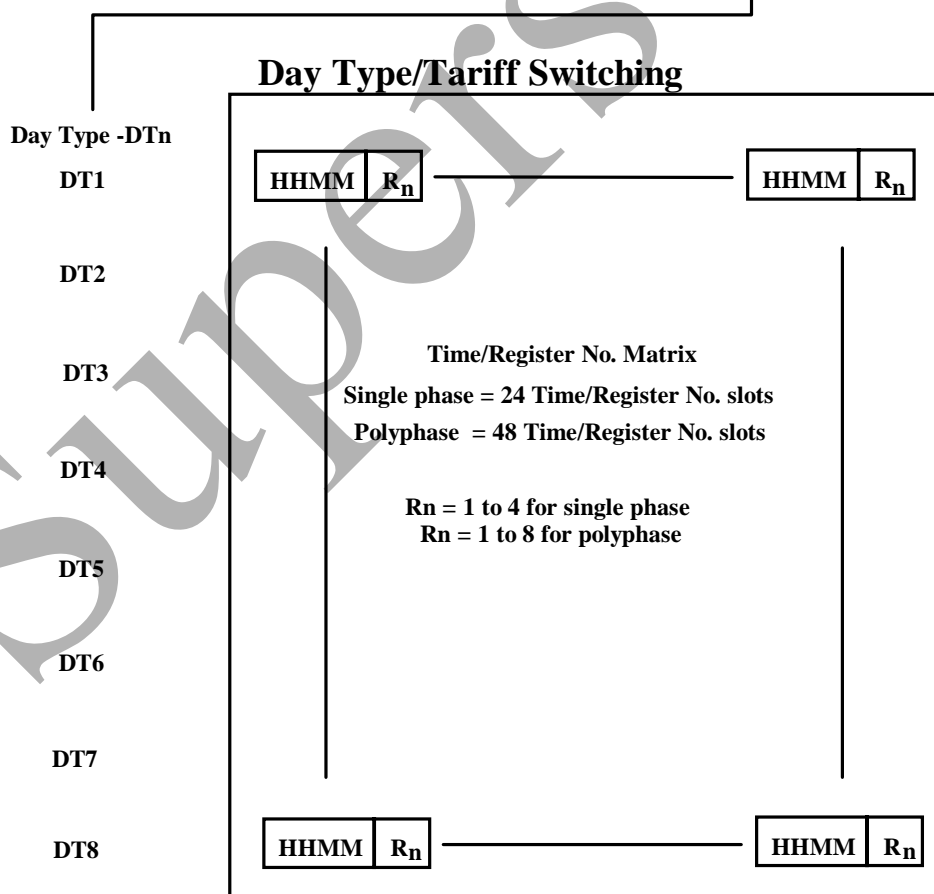 Day Type/Tariff Switching
Day Type -DTn
DT1
HHMM Rn
HHMM Rn
DT2
DT3
Time/Register No. Matrix
Single phase = 24 Time/Register No. slots
Polyphase = 48 Time/Register No. slots
DT4
Rn = 1 to 4 for single phase
Rn = 1 to 8 for polyphase
DT5
DT6
DT7
DT8
HHMM Rn
HHMM Rn
Supers